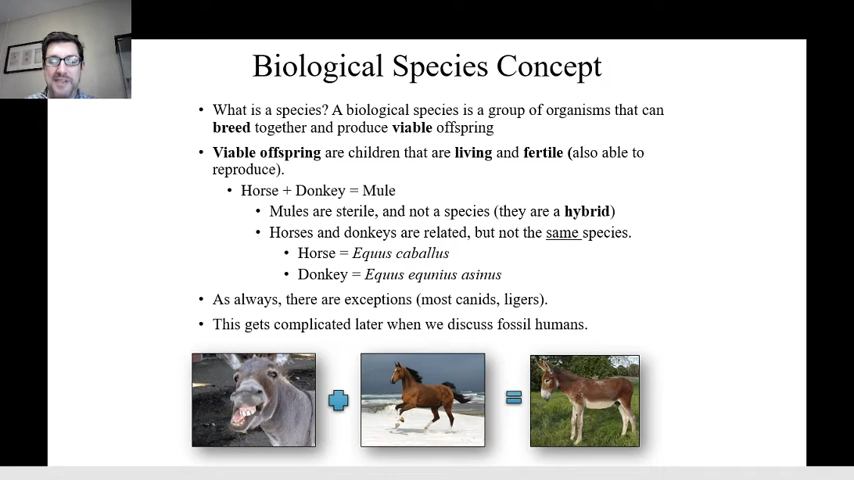 Biological Species Concept
• What is a species? A biological species is a group of organisms that can
breed together and produce viable offspring
• Viable offspring are children that are living and fertile (also able to
reproduce).
• Horse + Donkey = Mule
• Mules are sterile, and not a species (they are a hybrid)
• Horses and donkeys are related, but not the same species.
• Horse = Equus caballus
• Donkey = Equus equnius asinus
• As always, there are exceptions (most canids, ligers).
• This gets complicated later when we discuss fossil humans.